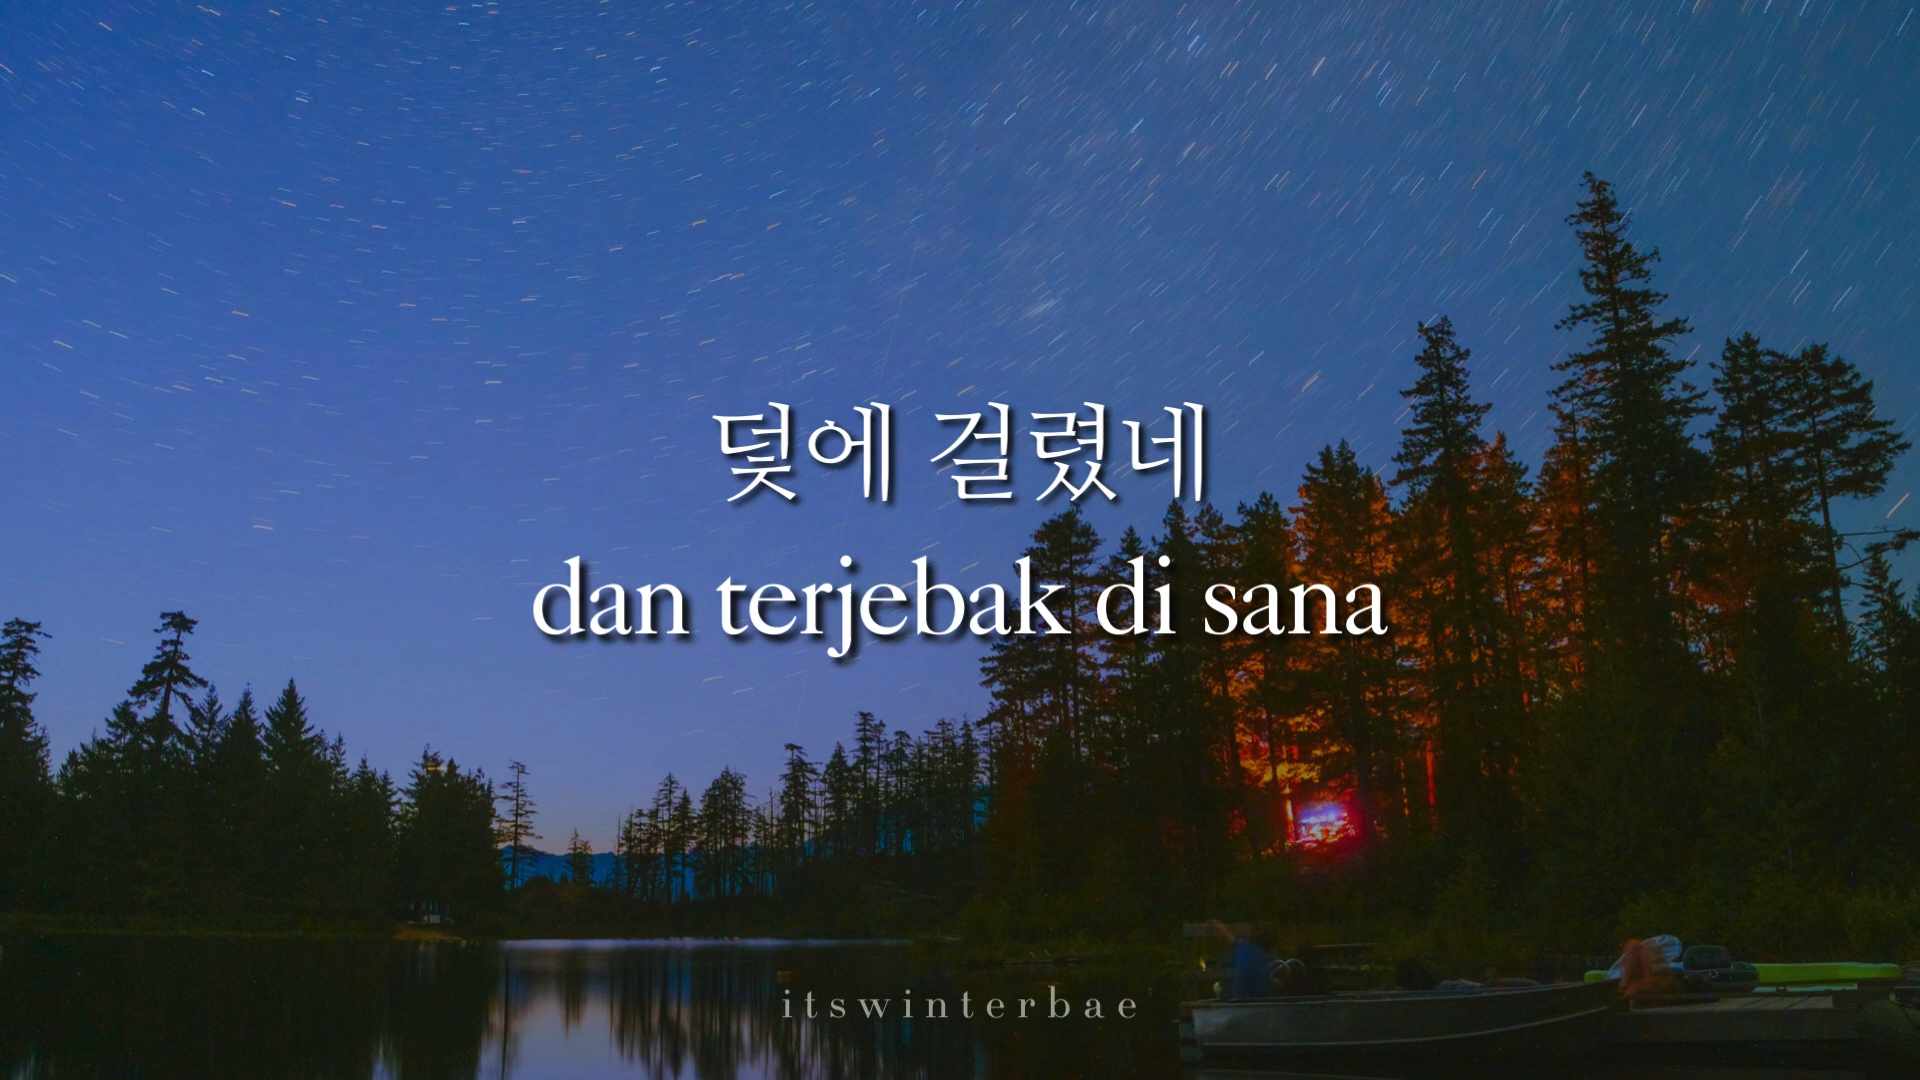 덫에 걸렸네
dan terjebak di sana
itswinterbae